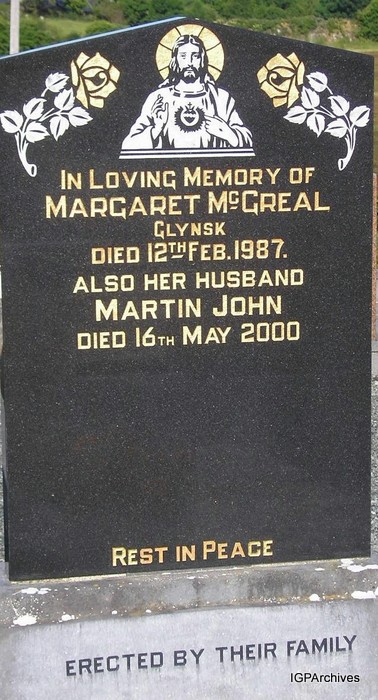 In Loving Memory of
Margaret McGreal
Glynsk
died 12th Feb. 1987.
also her husband
Martin John
died 16th May 2000
Rest in Peace
Erected by their family
IGPArchives